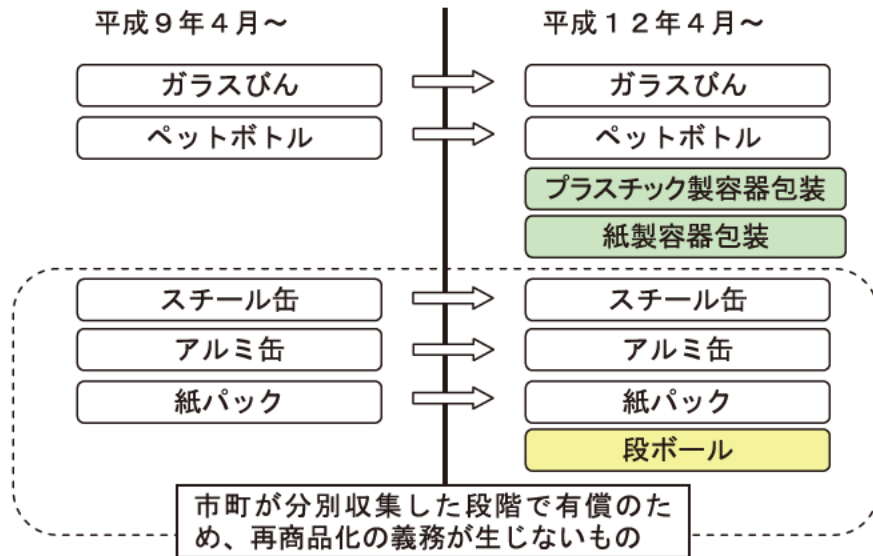 平成９年４月～
平成１２年４月～
ガラスびん
ガラスびん
ペットボトル
ペットボトル
プラスチック製容器包装
紙製容器包装
スチール缶
スチール缶
アルミ缶
アルミ缶
紙パック
紙パック
段ボール
市町が分別収集した段階で有償のた
め、再商品化の義務が生じないもの